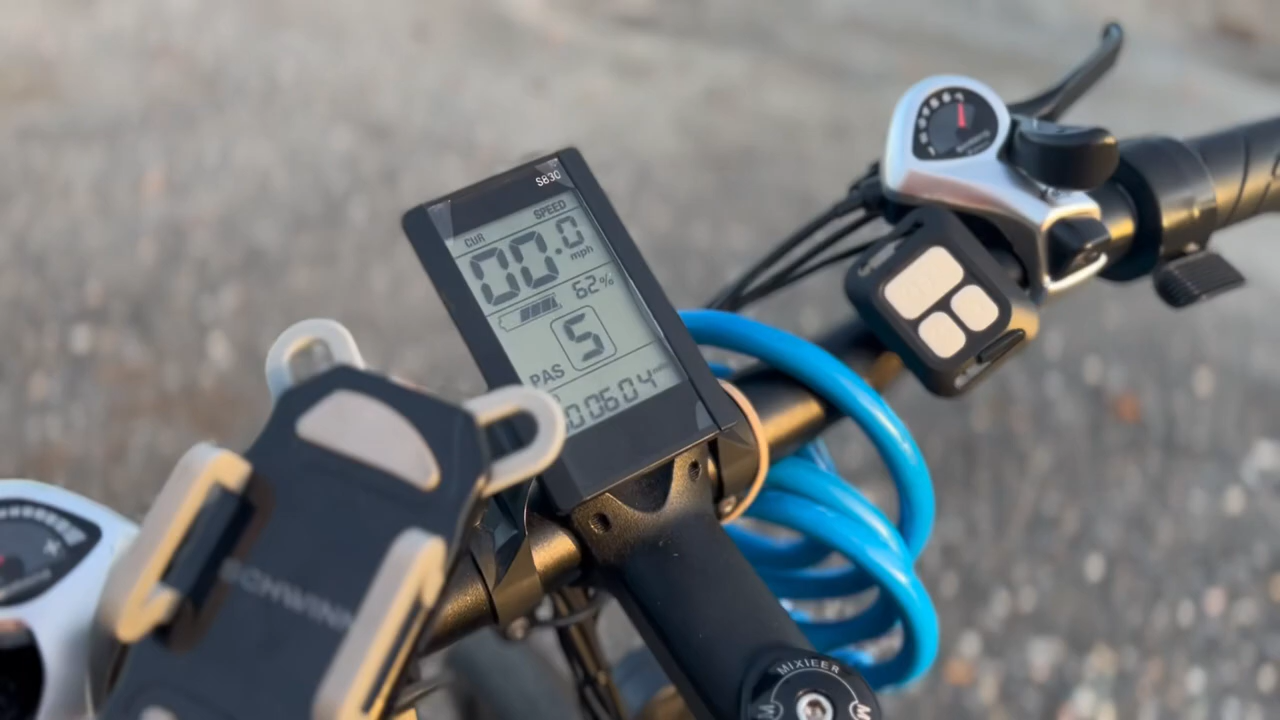 S830
SPEED
CUR
00.0
mph
62%
5
PAS
00604
SCHWINN
MIXIEER